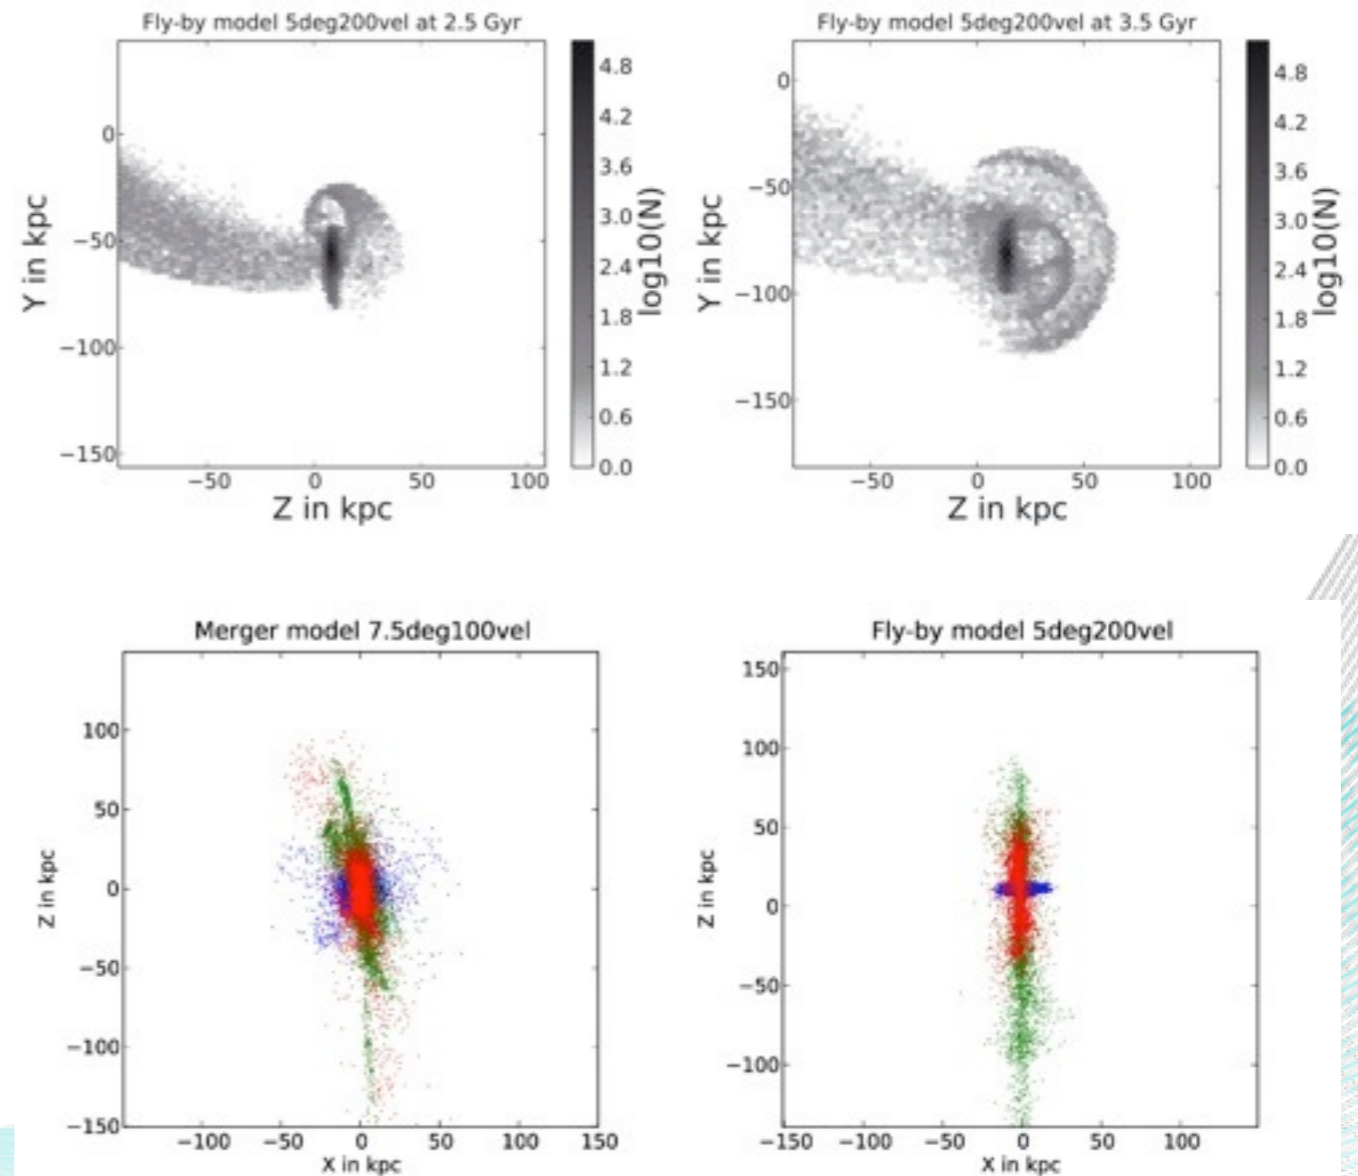 Fly-by model 5deg200vel at 2.5 Gyr
Y in kpc
0
−50
−100
−150
−50 0 50 100
Z in kpc
4.8
4.2
3.6
3.0
2.4
1.8
1.2
0.6
0.0
log10(N)
Fly-by model 5deg200vel at 3.5 Gyr
Y in kpc
0
−50
−100
−150
−50 0 50 100
Z in kpc
4.8
4.2
3.6
3.0
2.4
1.8
1.2
0.6
0.0
log10(N)
Merger model 7.5deg100vel
Z in kpc
100
50
0
−50
−100
−150
−100 −50 0 50 100 150
X in kpc
Fly-by model 5deg200vel
Z in kpc
150
100
50
0
−50
−100
−150 −100 −50 0 50 100
X in kpc